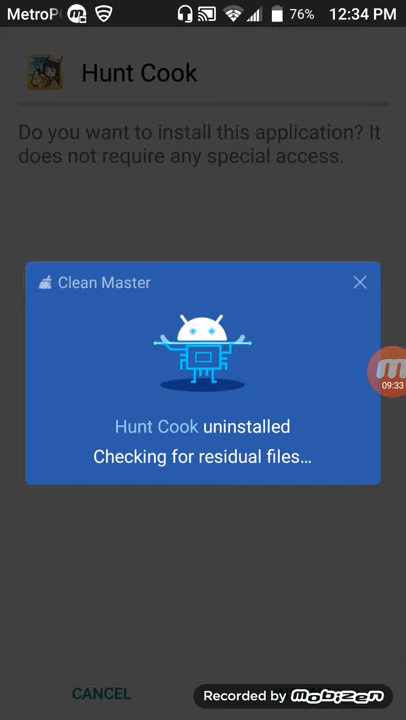 MetroP
76%
12:34 PM
Hunt Cook
Do you want to install this application? It
does not require any special access.
Clean Master
09:33
Hunt Cook uninstalled
Checking for residual files...
CANCEL
Recorded by Mobizen